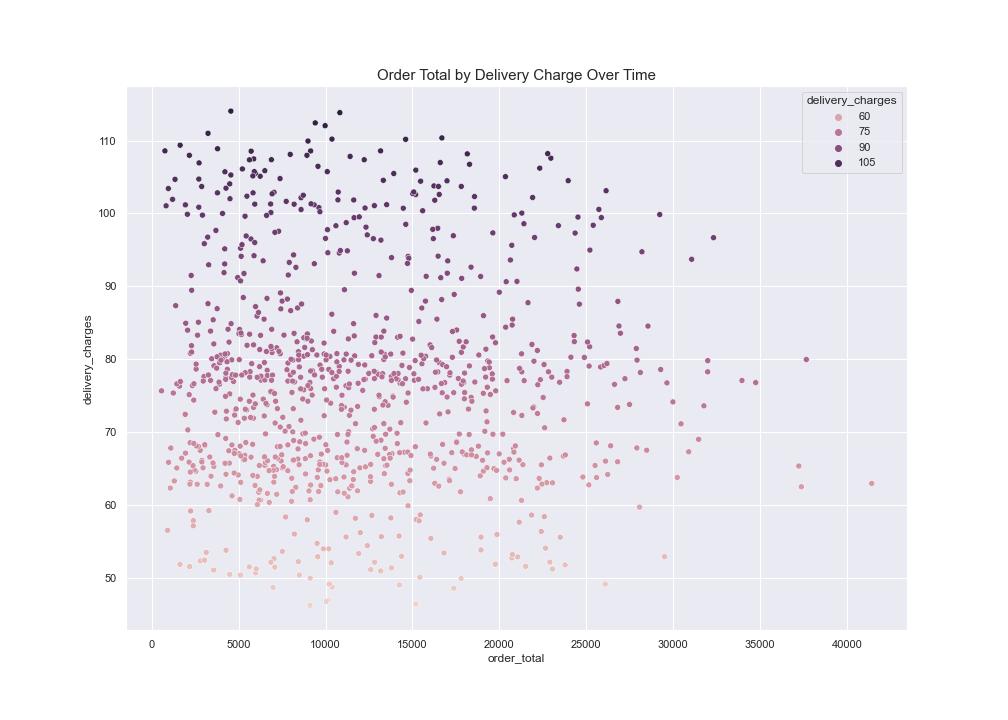 Order Total by Delivery Charge Over Time
delivery_charges
60
75
90
105
110
100
90
80
70
60
50
delivery_charges
0 5000 10000 15000 20000 25000 30000 35000 40000
order_total